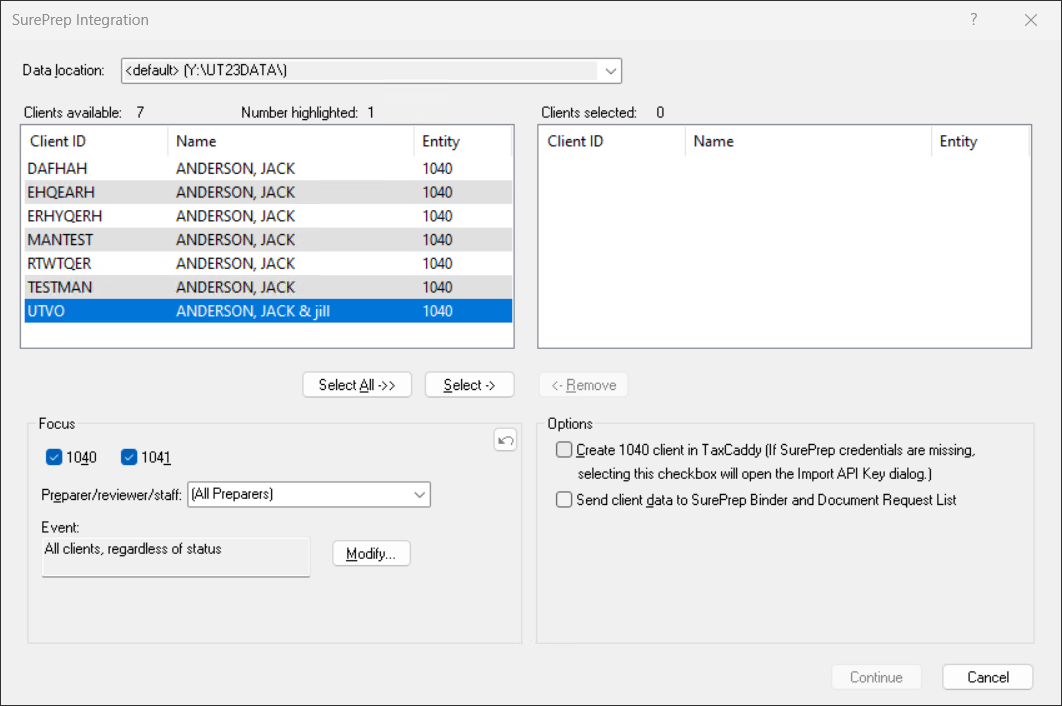 SurePrep Integration ?
Data location: <default> (Y:\UT23DATA\)
Clients available: 7 Number highlighted: 1
Client ID Name Entity
DAFHAH ANDERSON, JACK 1040
EHQEARH ANDERSON, JACK 1040
ERHYQERH ANDERSON, JACK 1040
MANTEST ANDERSON, JACK 1040
RTWTQER ANDERSON, JACK 1040
TESTMAN ANDERSON, JACK 1040
UTVO ANDERSON, JACK & jill 1040
Clients selected: 0
Client ID Name Entity
Select All ->> Select -> <- Remove
Focus
1040 1041
Preparer/reviewer/staff: (All Preparers)
Event:
All clients, regardless of status
Modify...
Options
Create 1040 client in TaxCaddy (If SurePrep credentials are missing,
selecting this checkbox will open the Import API Key dialog.)
Send client data to SurePrep Binder and Document Request List
Continue Cancel